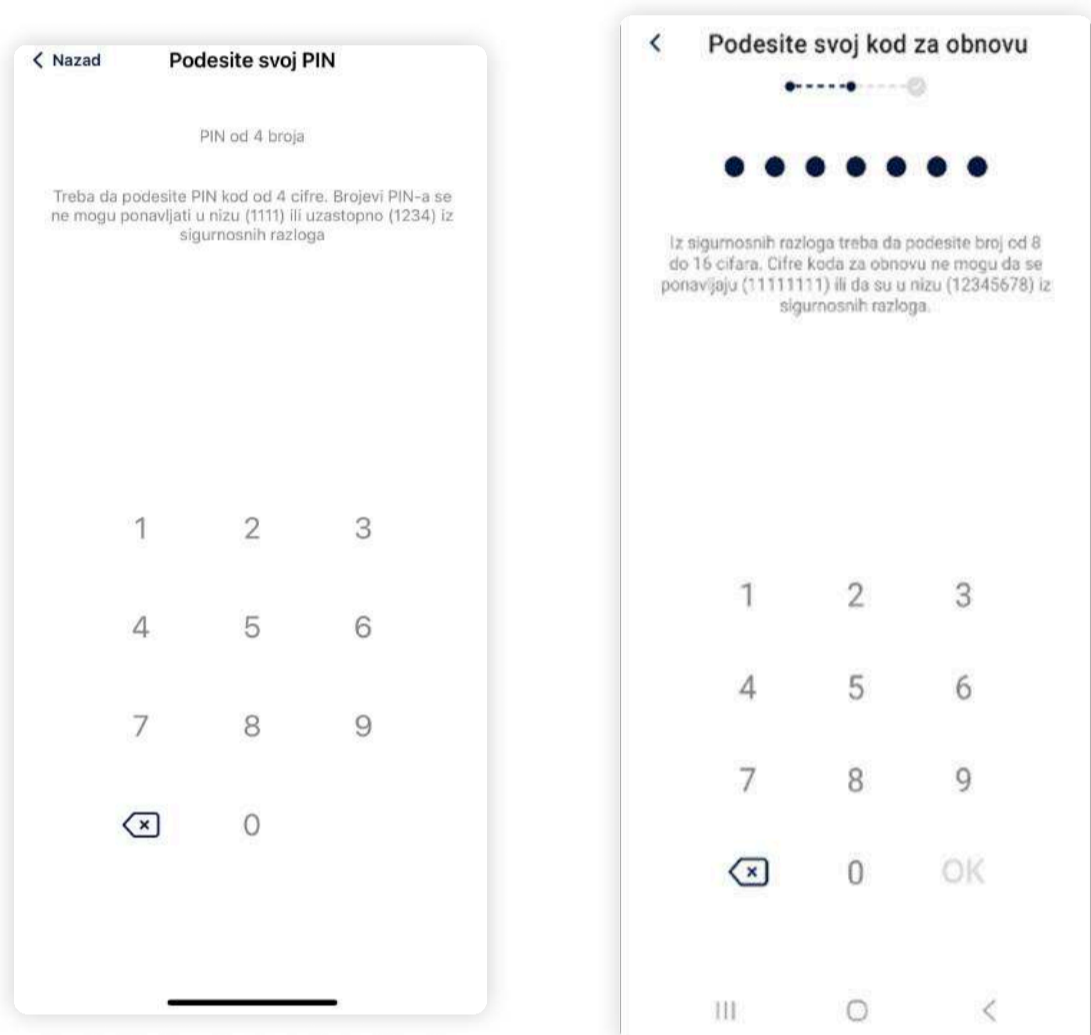 Nazad
Podesite svoj PIN
PIN od 4 broja
Treba da podesite PIN kod od 4 cifre. Brojevi PIN-a se
ne mogu ponavljati u nizu (1111) ili uzastopno (1234) iz
sigurnosnih razloga
1 2 3
4 5 6
7 8 9
0
Podesite svoj kod za obnovu
Iz sigurnosnih razloga treba da podesite broj od 8
do 16 cifara. Cifre koda za obnovu ne mogu da se
ponavljaju (11111111) ili da su u nizu (12345678) iz
sigurnosnih razloga.
1 2 3
4 5 6
7 8 9
0 OK